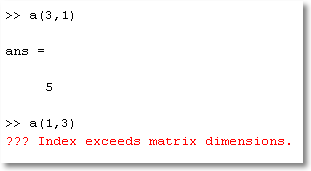 >> a(3,1)
ans =
5
>> a(1,3)
??? Index exceeds matrix dimensions.